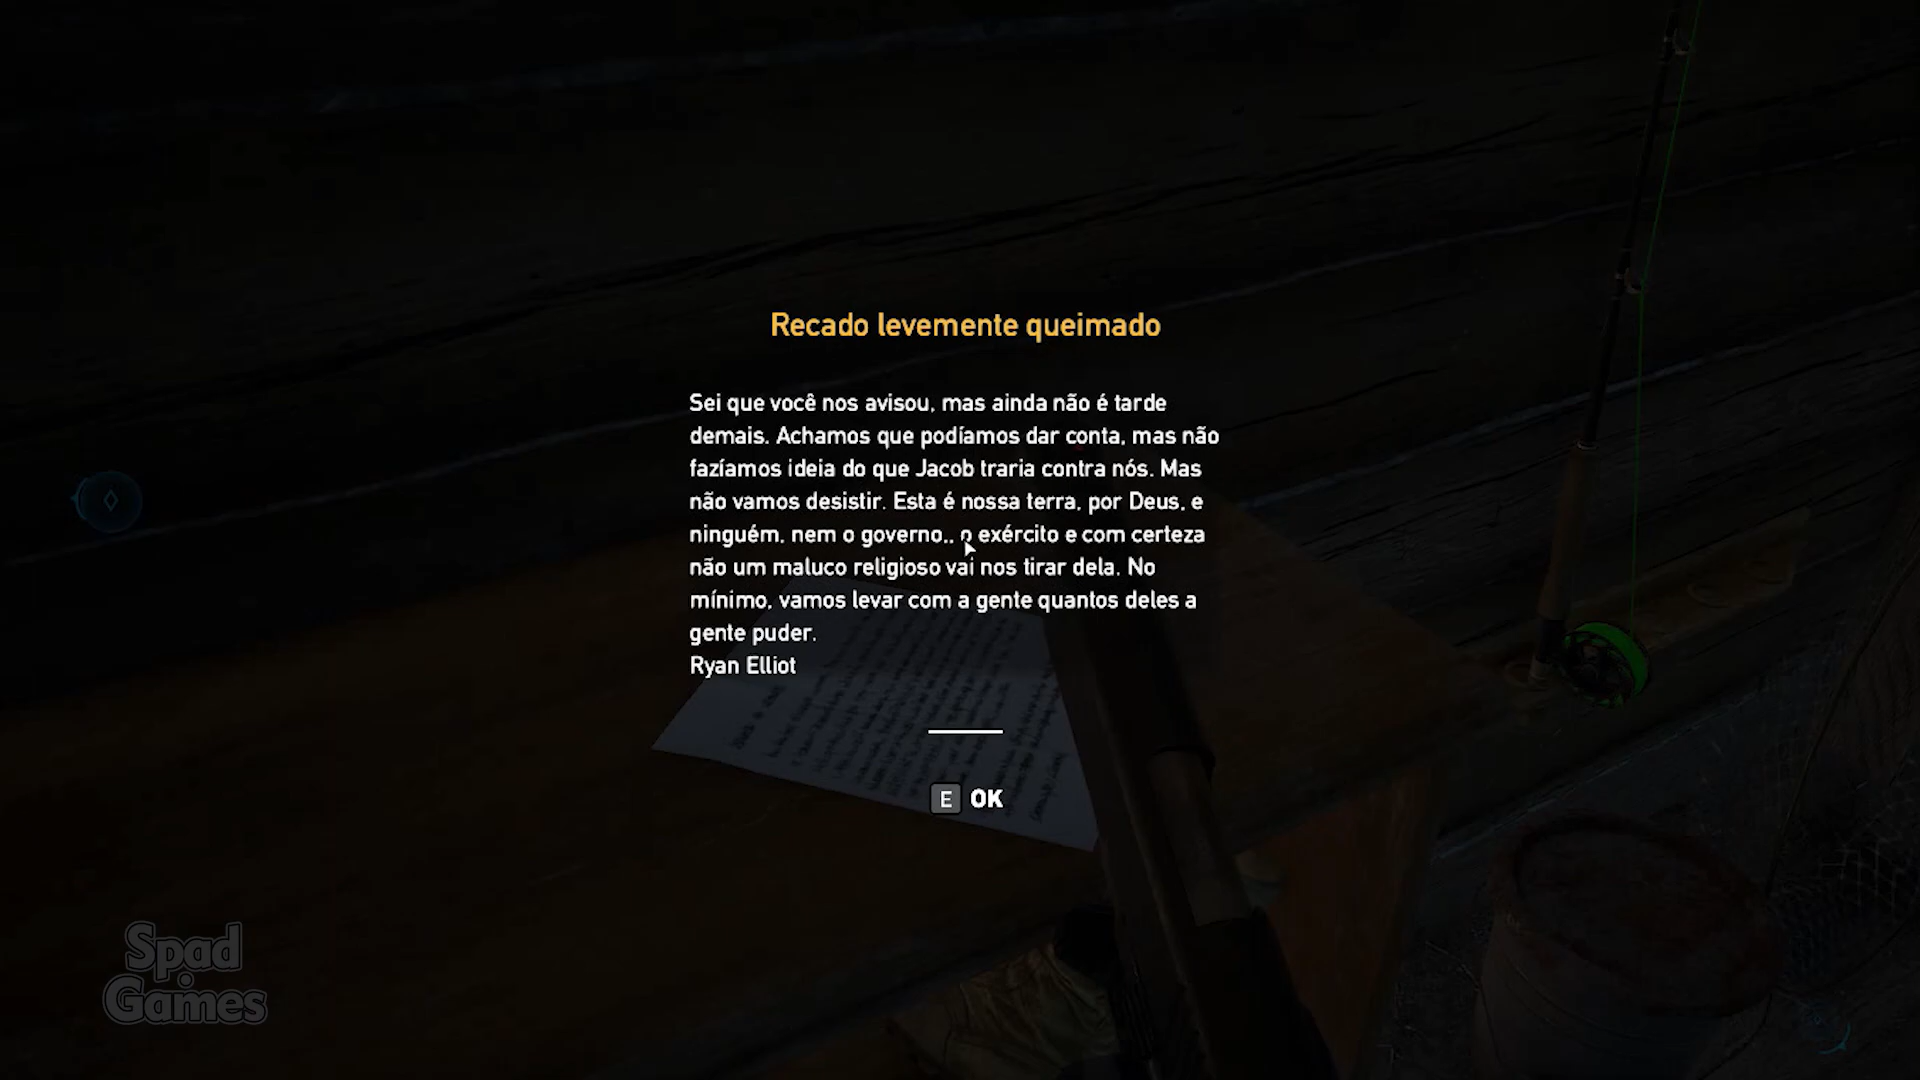 Recado levemente queimado
Sei que você nos avisou, mas ainda não é tarde
demais. Achamos que podíamos dar conta, mas não
fazíamos ideia do que Jacob traria contra nós. Mas
não vamos desistir. Esta é nossa terra, por Deus, e
ninguém, nem o governo., o exército e com certeza
não um maluco religioso vai nos tirar dela. No
mínimo, vamos levar com a gente quantos deles a
gente puder.
Ryan Elliot
E OK
Spad
Games